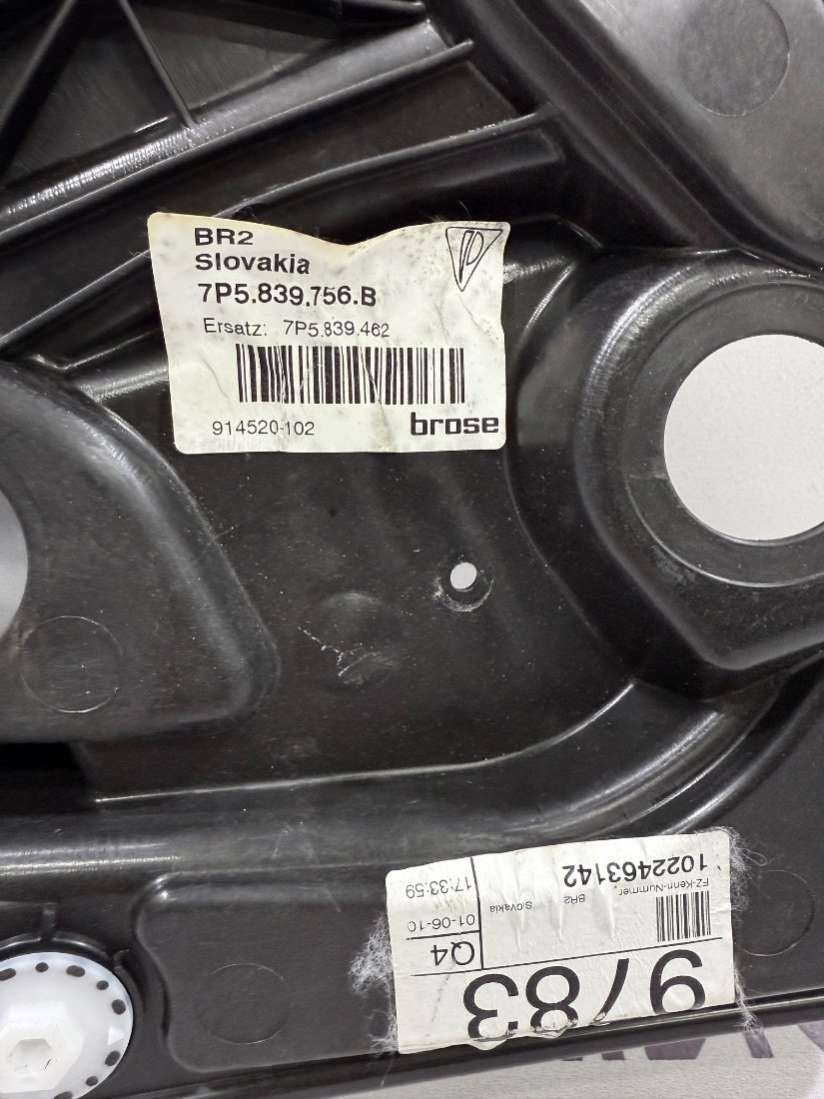 BR2
Slovakia
7P5.839.756.B
Ersatz: 7P5.839.462
914520-102 brose
FZ-Kenn-Nummer
1022463142
BR2
17:33:59
01-06-10
Q4
9783